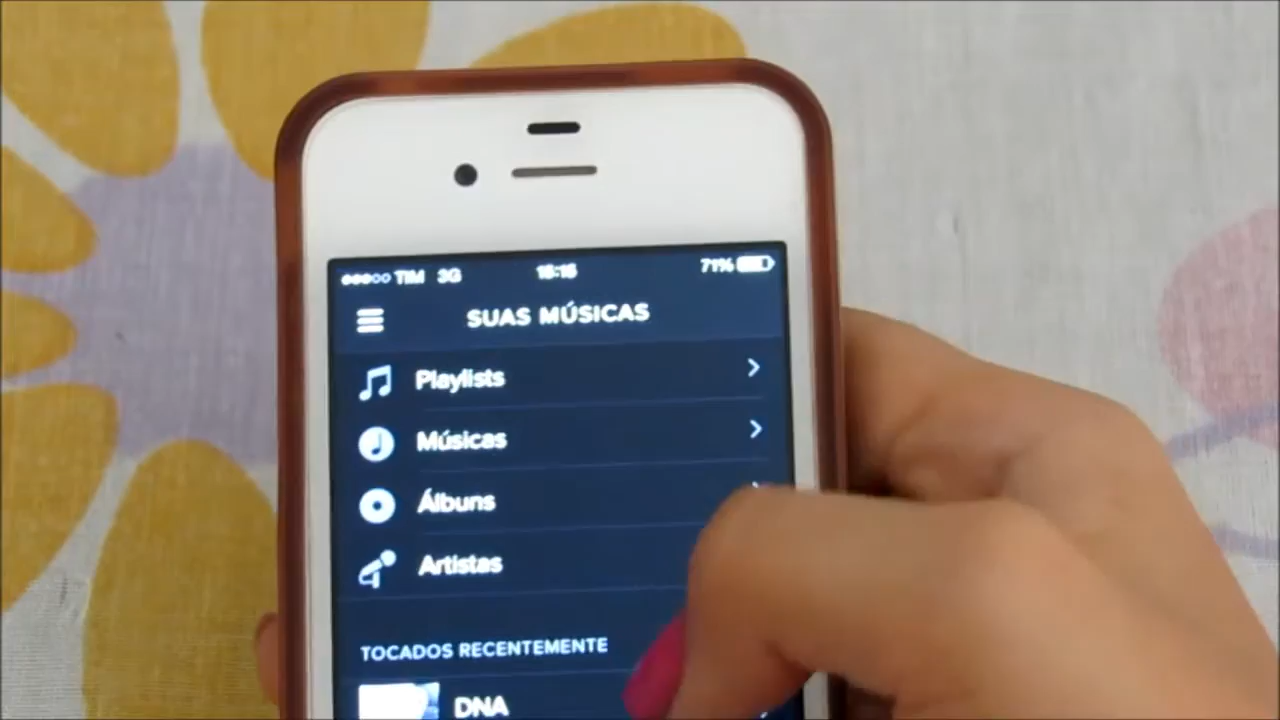 TIM 3G 15:15 71%
SUAS MÚSICAS
Playlists
Músicas
Álbuns
Artistas
TOCADOS RECENTEMENTE
DNA